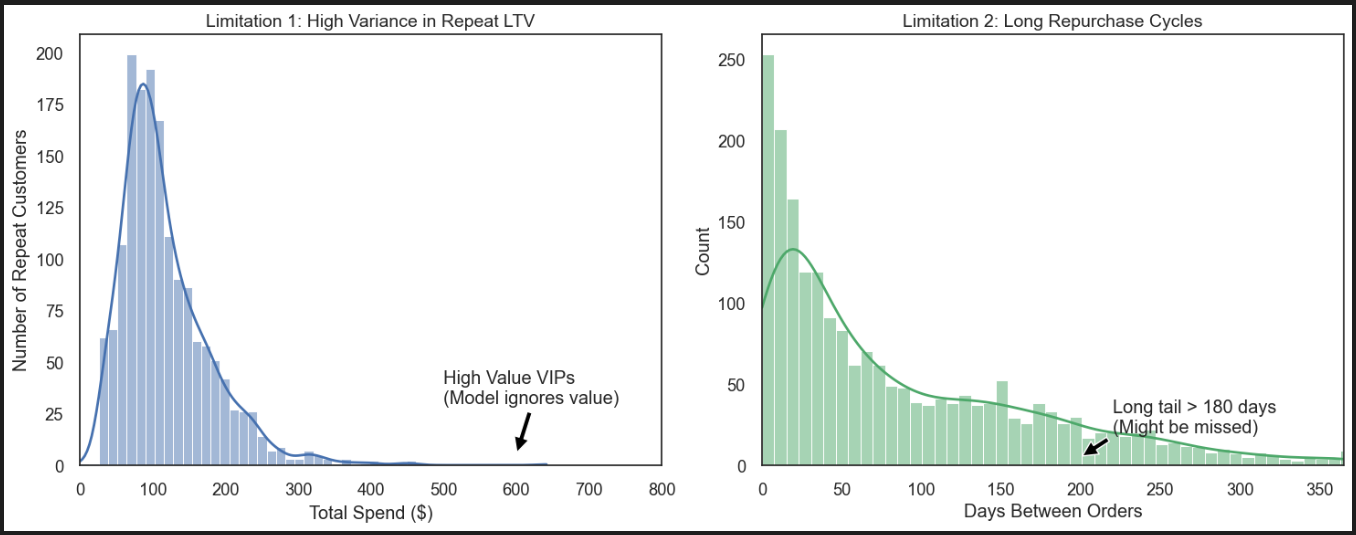 Limitation 1: High Variance in Repeat LTV
Number of Repeat Customers
200
175
150
125
100
75
50
25
0
High Value VIPs
(Model ignores value)
0 100 200 300 400 500 600 700 800
Total Spend ($)
Limitation 2: Long Repurchase Cycles
Count
250
200
150
100
50
0
Long tail > 180 days
(Might be missed)
0 50 100 150 200 250 300 350
Days Between Orders